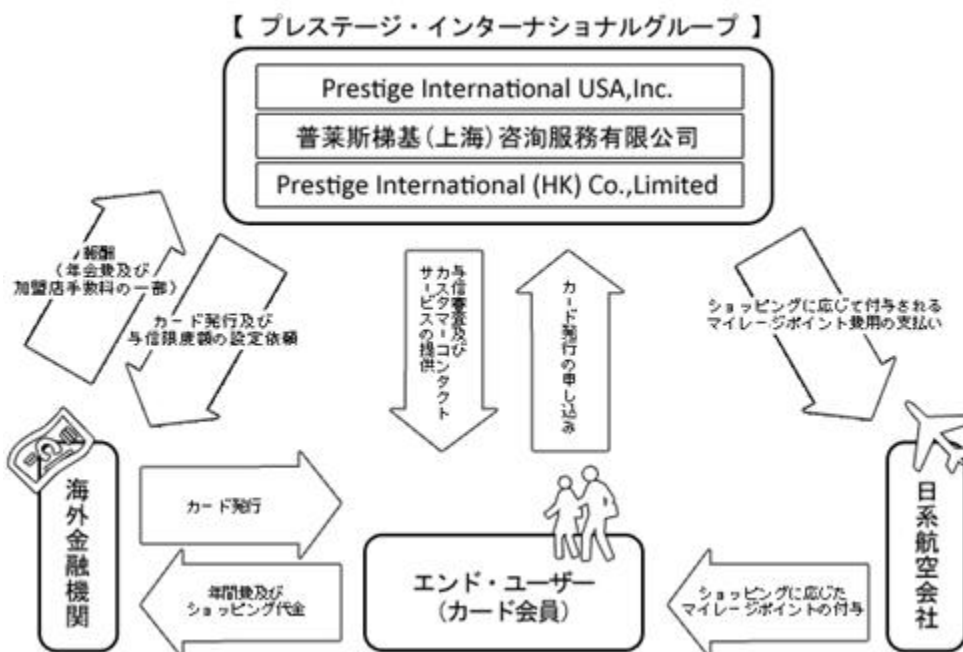 【 プレステージ・インターナショナルグループ 】
Prestige International USA,Inc.
普莱斯梯基(上海)咨询服務有限公司
Prestige International (HK) Co.,Limited
報酬
(年会費及び
加盟店手数料の一部)
カード発行及び
与信限度額の設定依頼
与信審査及び
カスタマーコンタクト
サービスの提供
カード発行の申し込み
ショッピングに応じて付与される
マイレージポイント費用の支払い
海外金融機関
カード発行
年間費及び
ショッピング代金
エンド・ユーザー
(カード会員)
ショッピングに応じた
マイレージポイントの付与
日系航空会社